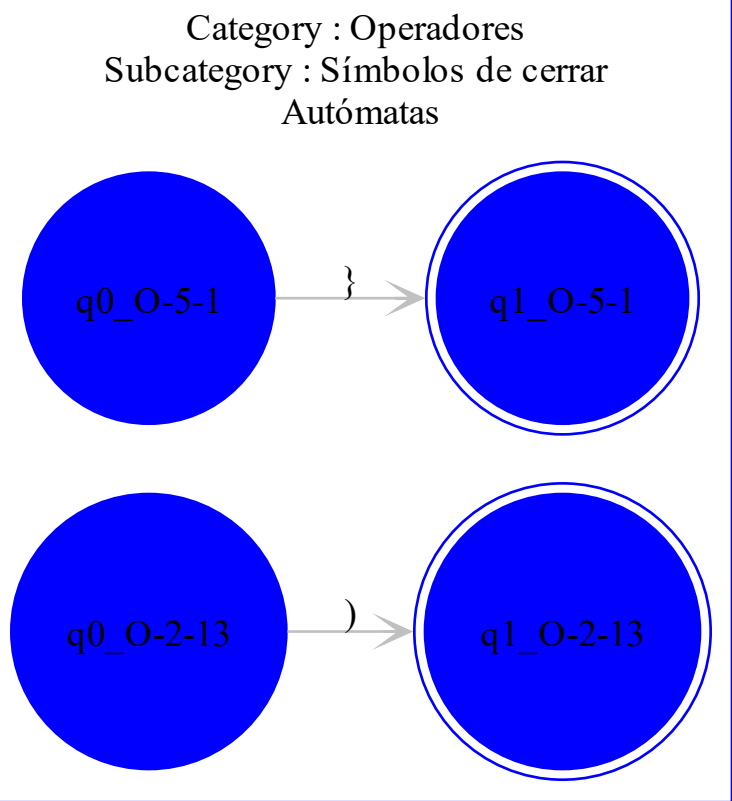 Category : Operadores
Subcategory : Símbolos de cerrar
Autómatas
q0_O-5-1
}
q1_O-5-1
q0_O-2-13
)
q1_O-2-13